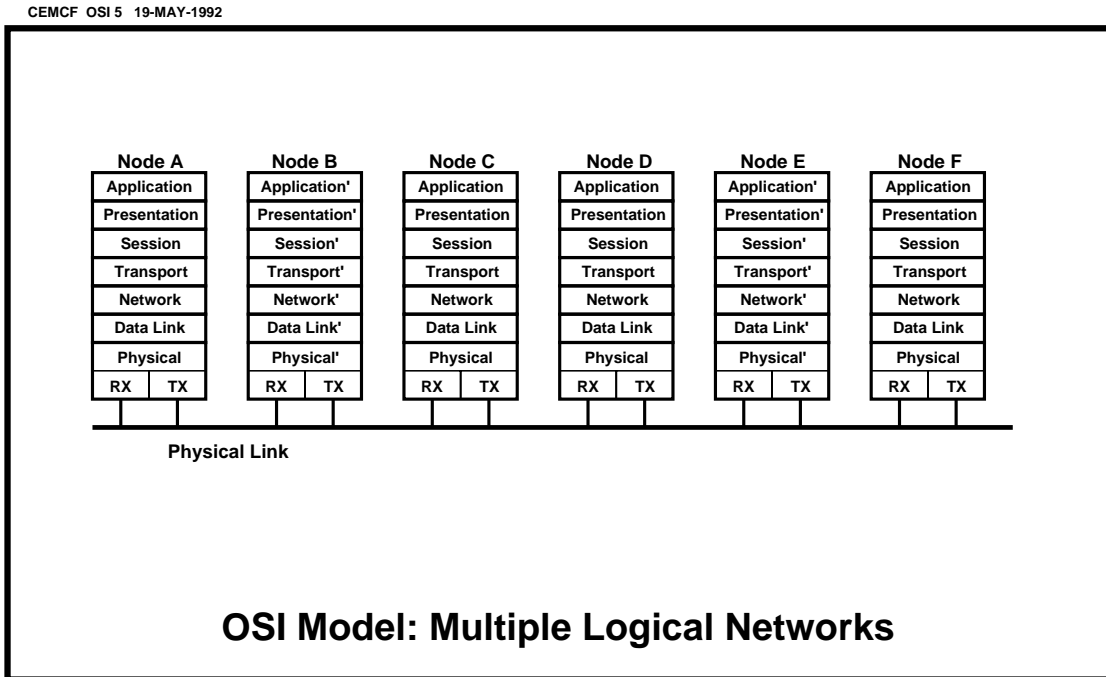 CEMCF OSI 5 19-MAY-1992
Node A Node B Node C Node D Node E Node F
Application Application' Application Application Application' Application
Presentation Presentation' Presentation Presentation Presentation' Presentation
Session Session' Session Session Session' Session
Transport Transport' Transport Transport Transport' Transport
Network Network' Network Network Network' Network
Data Link Data Link' Data Link Data Link Data Link' Data Link
Physical Physical' Physical Physical Physical' Physical
RX TX RX TX RX TX RX TX RX TX RX TX
Physical Link
OSI Model: Multiple Logical Networks